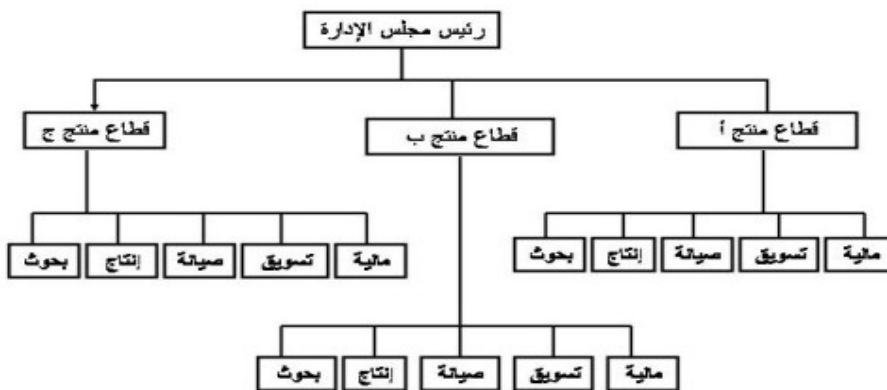 رئيس مجلس الإدارة
قطاع منتج أ
قطاع منتج ب
قطاع منتج ج
مالية
تسويق
صيانة
إنتاج
بحوث
مالية
تسويق
صيانة
إنتاج
بحوث
مالية
تسويق
صيانة
إنتاج
بحوث